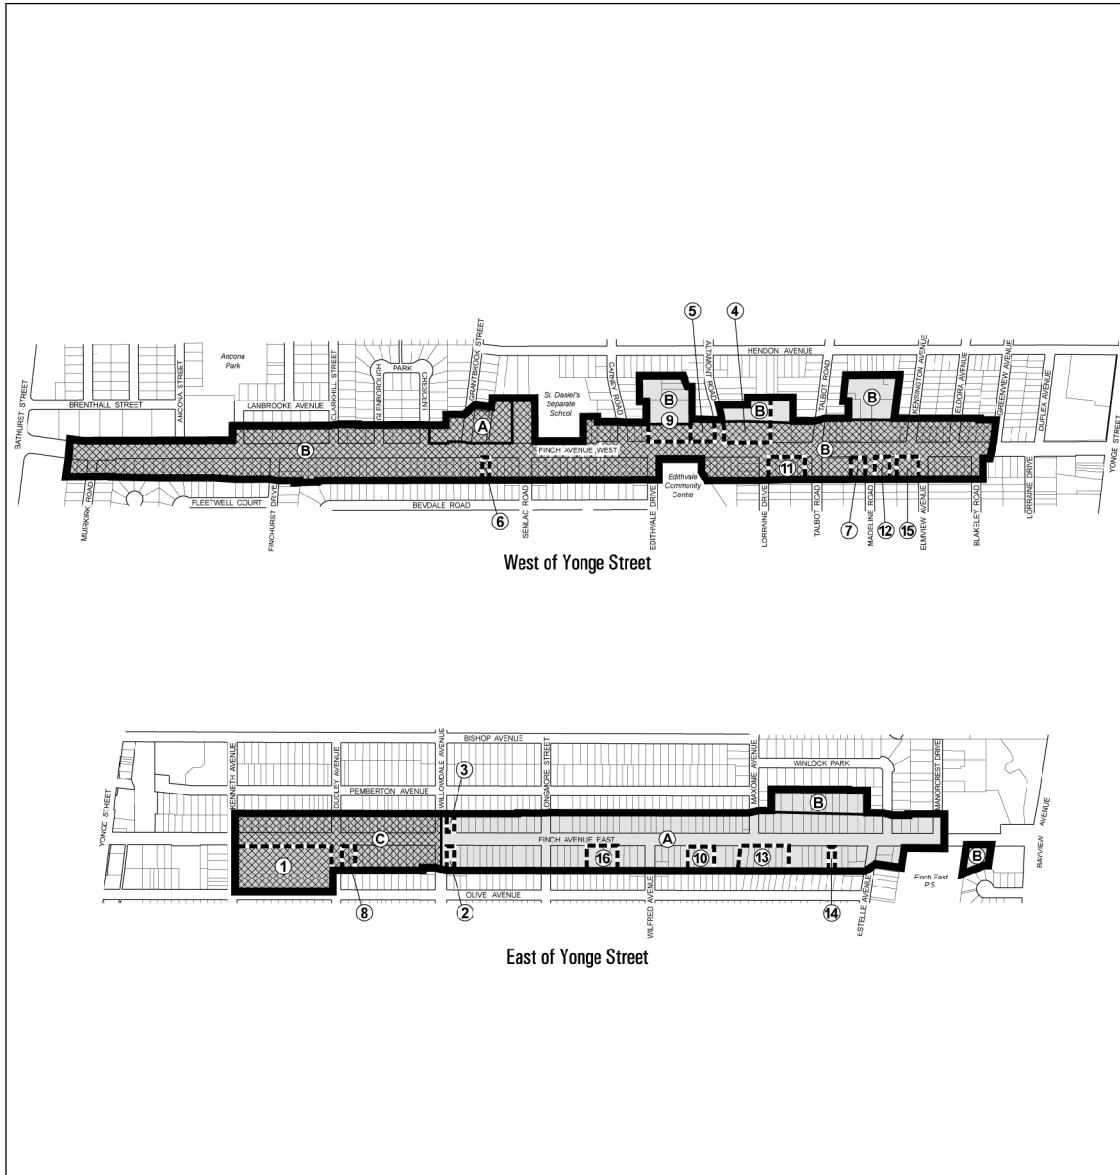 5
4
BATHURST STREET
BRENTHALL STREET
ANCONA STREET
Ancona
Park
LANBROOKE AVENUE
CLARKHILL STREET
GLENBOROUGH
PARK
CRESCENT
GRANTBROOK STREET
St. Daniel's
Separate
School
CARNEY ROAD
ALTAMONT ROAD
HENDON AVENUE
TALBOT ROAD
KENSINGTON AVENUE
ELDORA AVENUE
GREENVIEW AVENUE
DUPLEX AVENUE
YONGE STREET
A
B
B
9
B
B
B
FINCH AVENUE WEST
B
11
MUIRKIRK ROAD
FLEETWELL COURT
FINCHURST DRIVE
BEVDALE ROAD
6
SENLAC ROAD
EDITHVALE DRIVE
Edithvale
Community
Centre
LORRAINE DRIVE
TALBOT ROAD
7
MADELINE ROAD
12
15
ELMVIEW AVENUE
BLAKELEY ROAD
LORRAINE DRIVE
West of Yonge Street
YONGE STREET
KENNETH AVENUE
DUDLEY AVENUE
WILLOWDALE AVENUE
BISHOP AVENUE
3
LONGMORE STREET
MAXOME AVENUE
WINLOCK PARK
MANORCREST DRIVE
BAYVIEW AVENUE
PEMBERTON AVENUE
B
C
FINCH AVENUE EAST
A
1
16
10
13
B
Finch East
P.S.
8
2
OLIVE AVENUE
WILFRED AVENUE
14
ESTELLE AVENUE
East of Yonge Street